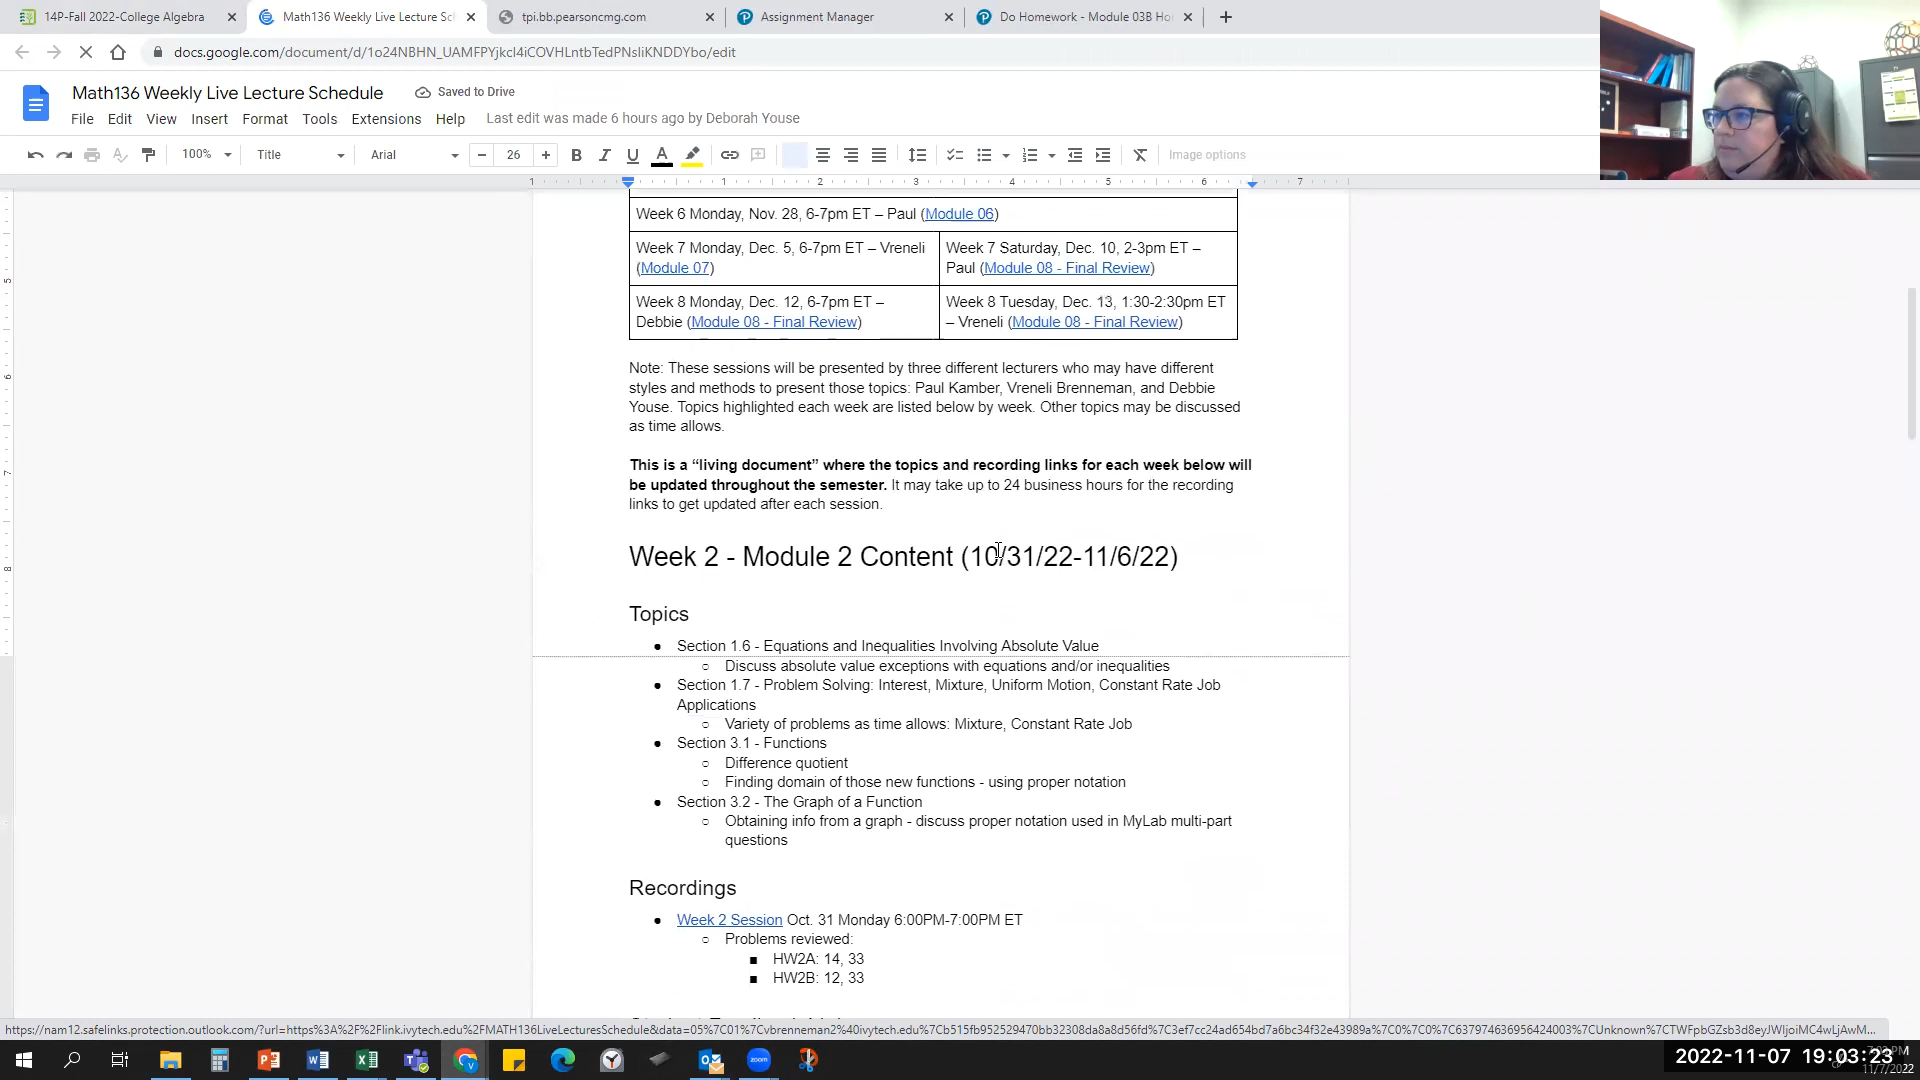 14P-Fall 2022-College Algebra
Math136 Weekly Live Lecture Sc
tpi.bb.pearsoncmg.com
Assignment Manager
Do Homework - Module 03B Ho
docs.google.com/document/d/1o24NBHN_UAMFPYjkcl4iCOVHLntbTedPNsliKNDDYbo/edit
Math136 Weekly Live Lecture Schedule
Saved to Drive
File Edit View Insert Format Tools Extensions Help Last edit was made 6 hours ago by Deborah Youse
100% Title Arial 26 B I U A Image options
1 1 2 3 4 5 6 7
Week 6 Monday, Nov. 28, 6-7pm ET – Paul (Module 06)
Week 7 Monday, Dec. 5, 6-7pm ET – Vreneli
(Module 07)
Week 7 Saturday, Dec. 10, 2-3pm ET –
Paul (Module 08 - Final Review)
Week 8 Monday, Dec. 12, 6-7pm ET –
Debbie (Module 08 - Final Review)
Week 8 Tuesday, Dec. 13, 1:30-2:30pm ET
– Vreneli (Module 08 - Final Review)
Note: These sessions will be presented by three different lecturers who may have different
styles and methods to present those topics: Paul Kamber, Vreneli Brenneman, and Debbie
Youse. Topics highlighted each week are listed below by week. Other topics may be discussed
as time allows.
This is a “living document” where the topics and recording links for each week below will
be updated throughout the semester. It may take up to 24 business hours for the recording
links to get updated after each session.
Week 2 - Module 2 Content (10/31/22-11/6/22)
Topics
● Section 1.6 - Equations and Inequalities Involving Absolute Value
○ Discuss absolute value exceptions with equations and/or inequalities
● Section 1.7 - Problem Solving: Interest, Mixture, Uniform Motion, Constant Rate Job
Applications
○ Variety of problems as time allows: Mixture, Constant Rate Job
● Section 3.1 - Functions
○ Difference quotient
○ Finding domain of those new functions - using proper notation
● Section 3.2 - The Graph of a Function
○ Obtaining info from a graph - discuss proper notation used in MyLab multi-part
questions
Recordings
● Week 2 Session Oct. 31 Monday 6:00PM-7:00PM ET
○ Problems reviewed:
■ HW2A: 14, 33
■ HW2B: 12, 33
5
6
7
8
2022-11-07 19:03:23
11/7/2022